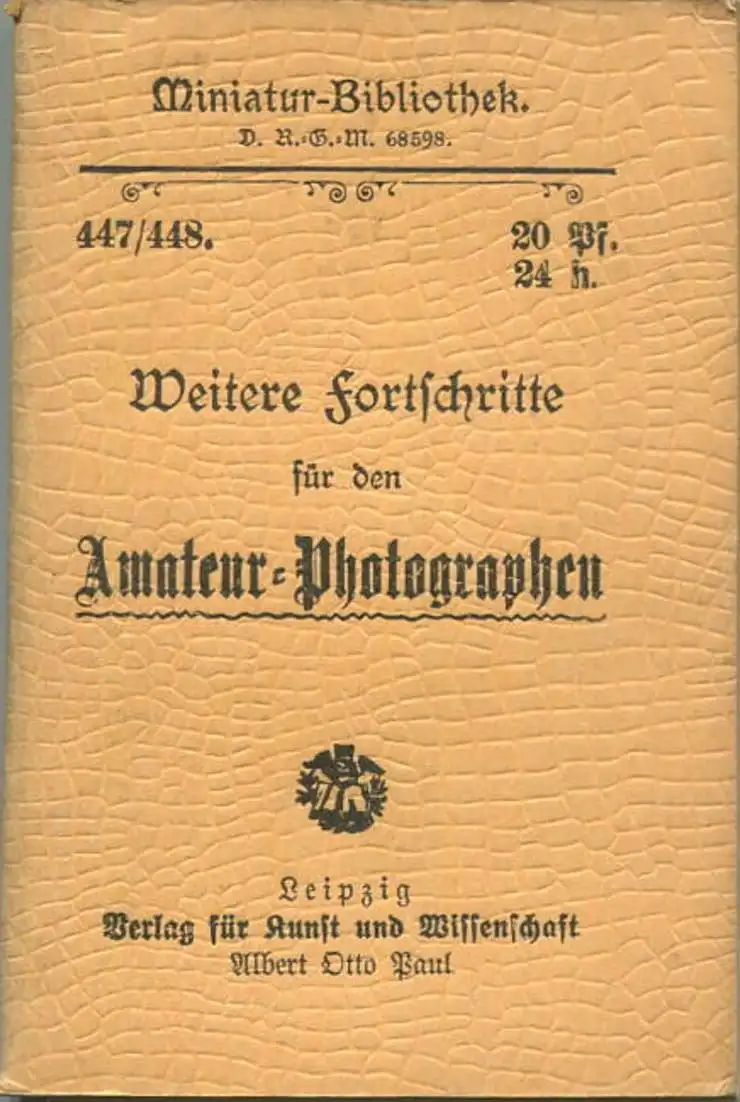 Miniatur-Bibliothek.
D. R.=G.=M. 68598.
447/448. 20 Pf.
24 h.
Weitere Fortſchritte
für den
Amateur=Photographen
Leipzig
Verlag für Kunſt und Wiſſenſchaft
Albert Otto Paul